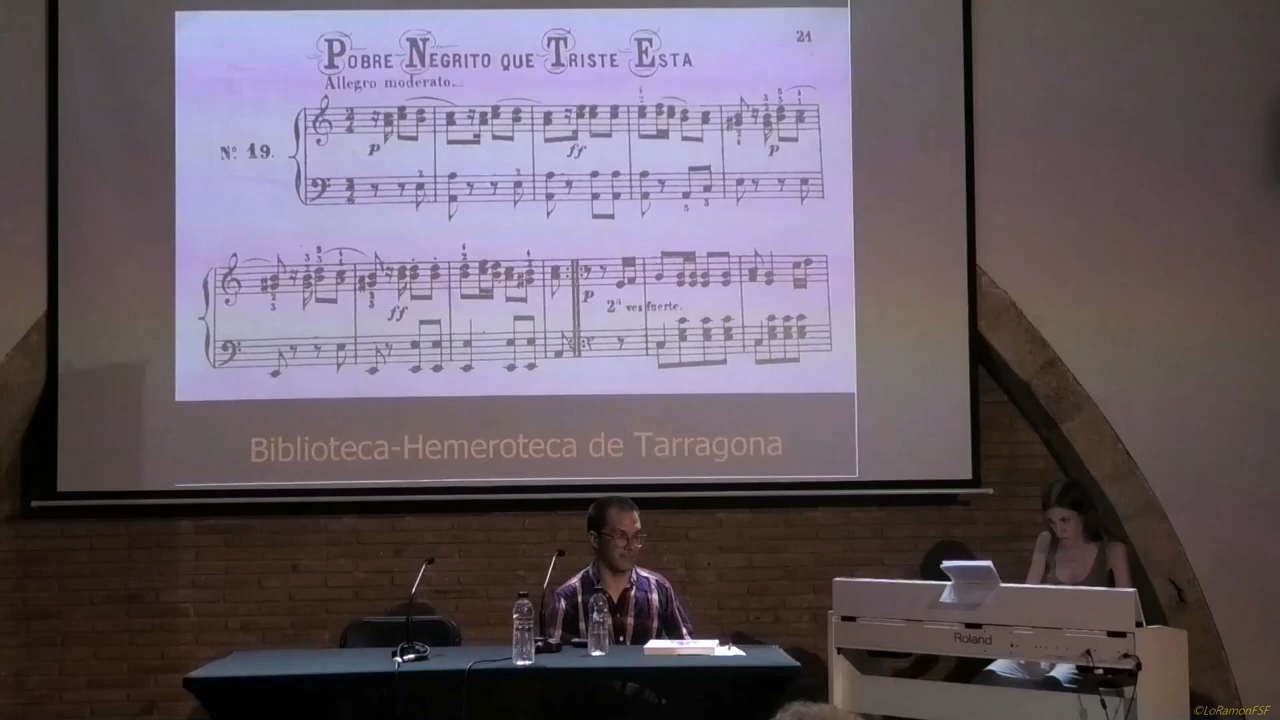 21
POBRE NEGRITO QUE TRISTE ESTA
Allegro moderato.
Nº 19.
p
ff
p
ff
p
2ª vez fuerte.
Biblioteca-Hemeroteca de Tarragona
Roland
©LoRamonFSF